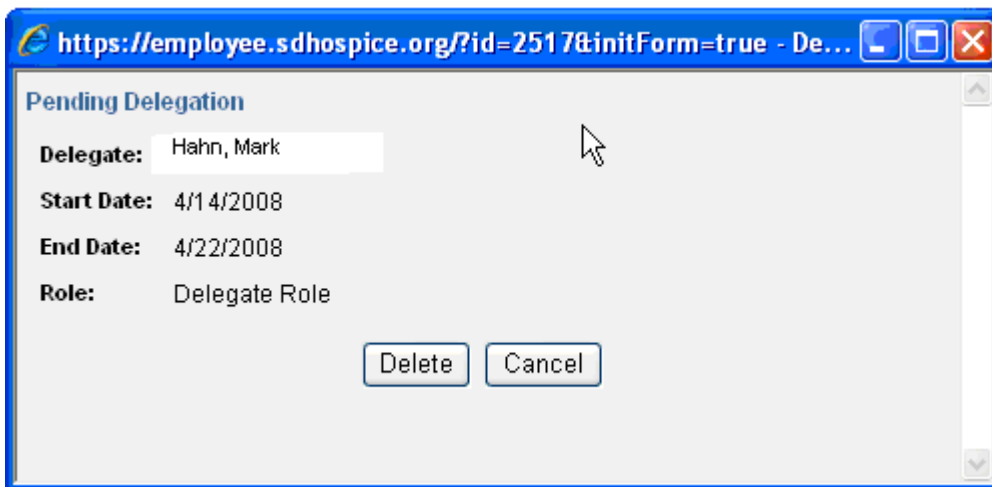 https://employee.sdhospice.org/?id=2517&initForm=true - De...
Pending Delegation
Delegate: Hahn, Mark
Start Date: 4/14/2008
End Date: 4/22/2008
Role: Delegate Role
Delete Cancel